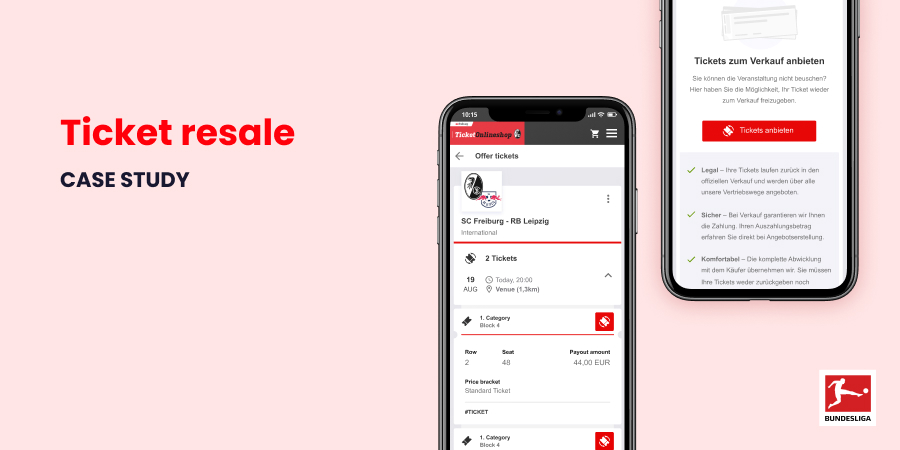 Ticket resale
CASE STUDY
10:15
TicketOnlineshop
Offer tickets
SC Freiburg - RB Leipzig
International
2 Tickets
19
AUG
Today, 20:00
Venue (1,3km)
1. Category
Block 4
Row
Seat
Payout amount
2
48
44,00 EUR
Price bracket
Standard Ticket
#TICKET
1. Category
Block 4
Tickets zum Verkauf anbieten
Sie können die Veranstaltung nicht beuschen?
Hier haben Sie die Möglichkeit, Ihr Ticket wieder
zum Verkauf freizugeben.
Tickets anbieten
Legal – Ihre Tickets laufen zurück in den
offiziellen Verkauf und werden über alle
unsere Vertriebswege angeboten.
Sicher – Bei Verkauf garantieren wir Ihnen
die Zahlung. Ihren Auszahlungsbetrag
erfahren Sie direkt bei Angebotserstellung.
Komfortabel – Die komplette Abwicklung
mit dem Käufer übernehmen wir. Sie müssen
Ihre Tickets weder zurückgeben noch
BUNDESLIGA